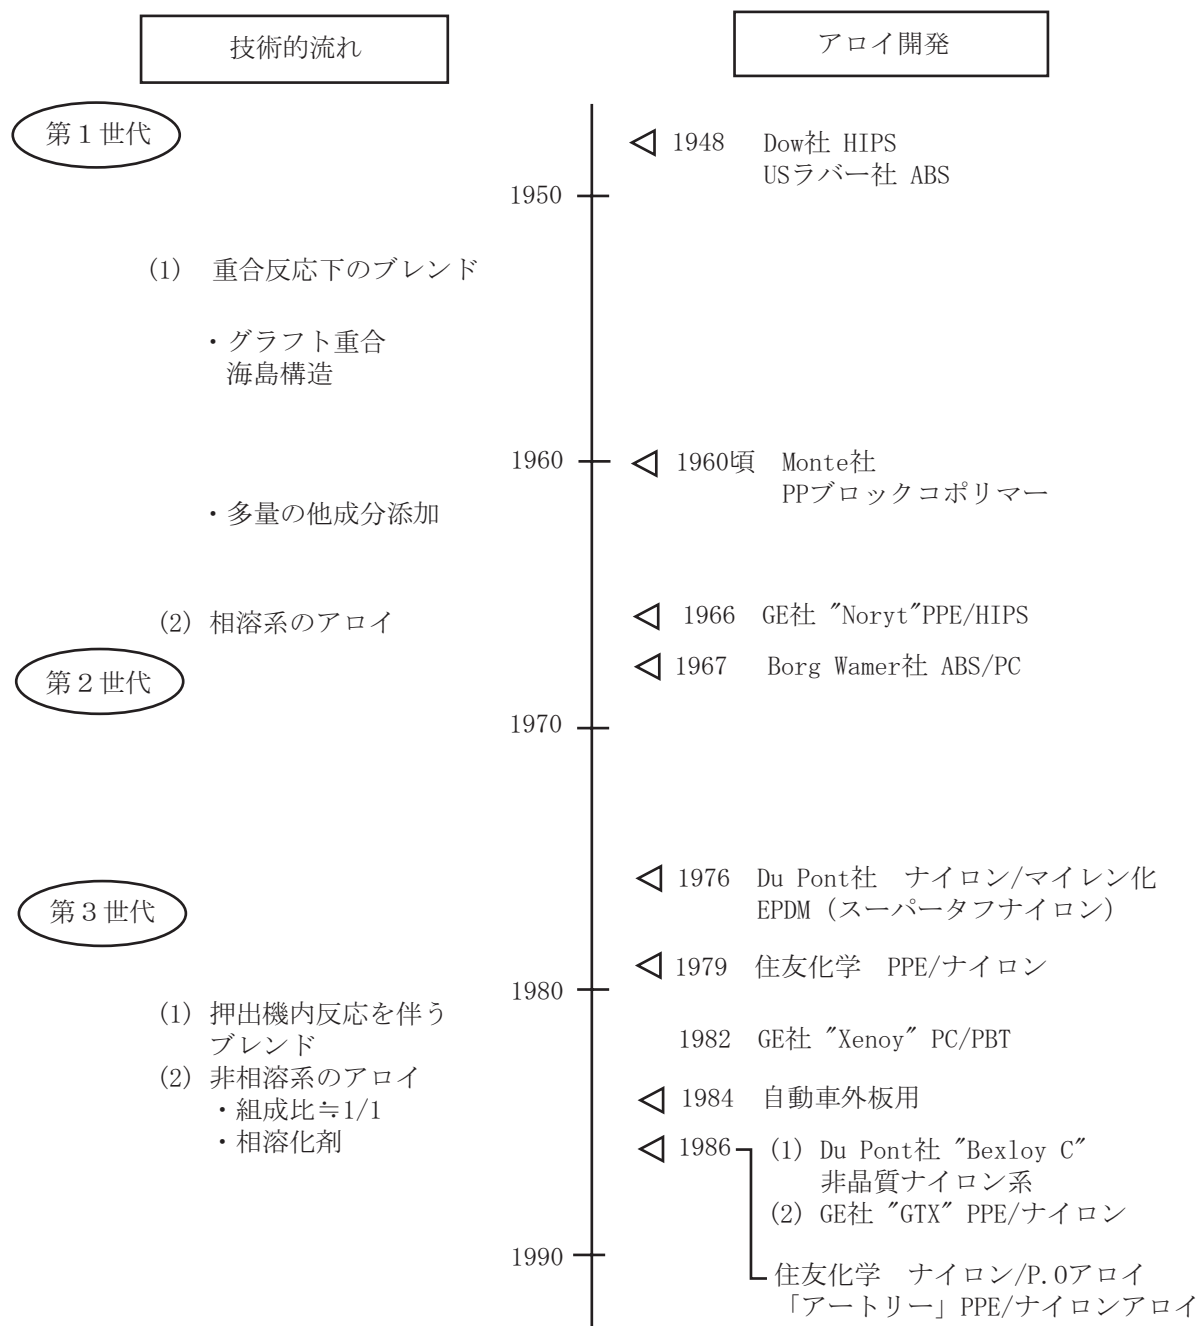 技術的流れ
アロイ開発
第1世代
1948 Dow社 HIPS
USラバー社 ABS
1950
(1) 重合反応下のブレンド
・グラフト重合
海島構造
1960
1960頃 Monte社
PPブロックコポリマー
・多量の他成分添加
(2) 相溶系のアロイ
1966 GE社 "Noryt"PPE/HIPS
第2世代
1967 Borg Wamer社 ABS/PC
1970
1976 Du Pont社 ナイロン/マイレン化
EPDM (スーパータフナイロン)
第3世代
1979 住友化学 PPE/ナイロン
1980
(1) 押出機内反応を伴う
ブレンド
1982 GE社 "Xenoy" PC/PBT
(2) 非相溶系のアロイ
・組成比≒1/1
・相溶化剤
1984 自動車外板用
1986 (1) Du Pont社 "Bexloy C"
非晶質ナイロン系
(2) GE社 "GTX" PPE/ナイロン
1990
住友化学 ナイロン/P.Oアロイ
「アートリー」PPE/ナイロンアロイ